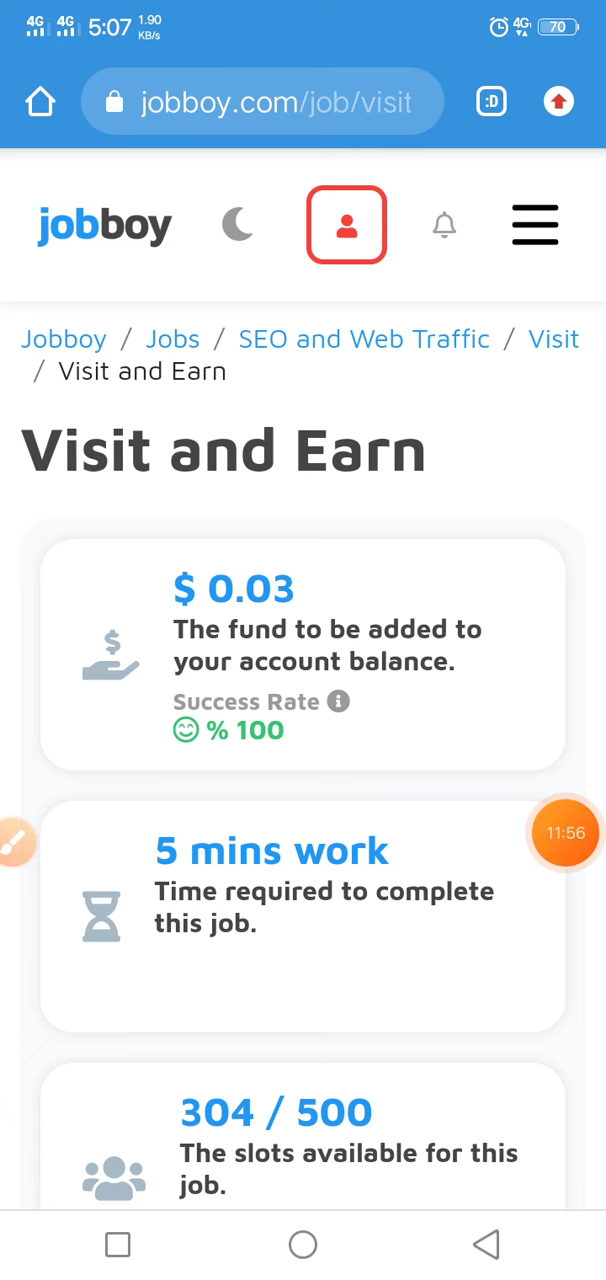 4G 4G 5:07 1.90 KB/s 4G 70
jobboy.com/job/visit :D
jobboy
Jobboy / Jobs / SEO and Web Traffic / Visit
/ Visit and Earn
Visit and Earn
$ 0.03
The fund to be added to
your account balance.
Success Rate i
% 100
11:56
5 mins work
Time required to complete
this job.
304 / 500
The slots available for this
job.